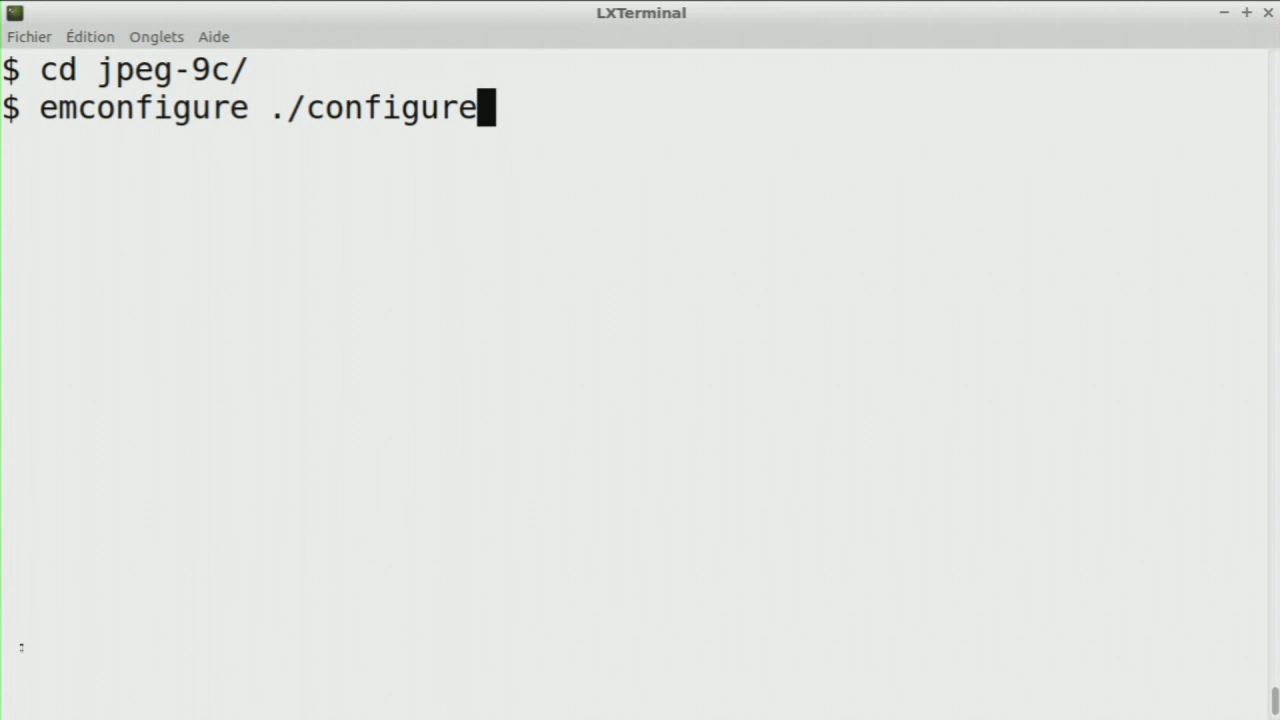 LXTerminal
Fichier Édition Onglets Aide
$ cd jpeg-9c/
$ emconfigure ./configure